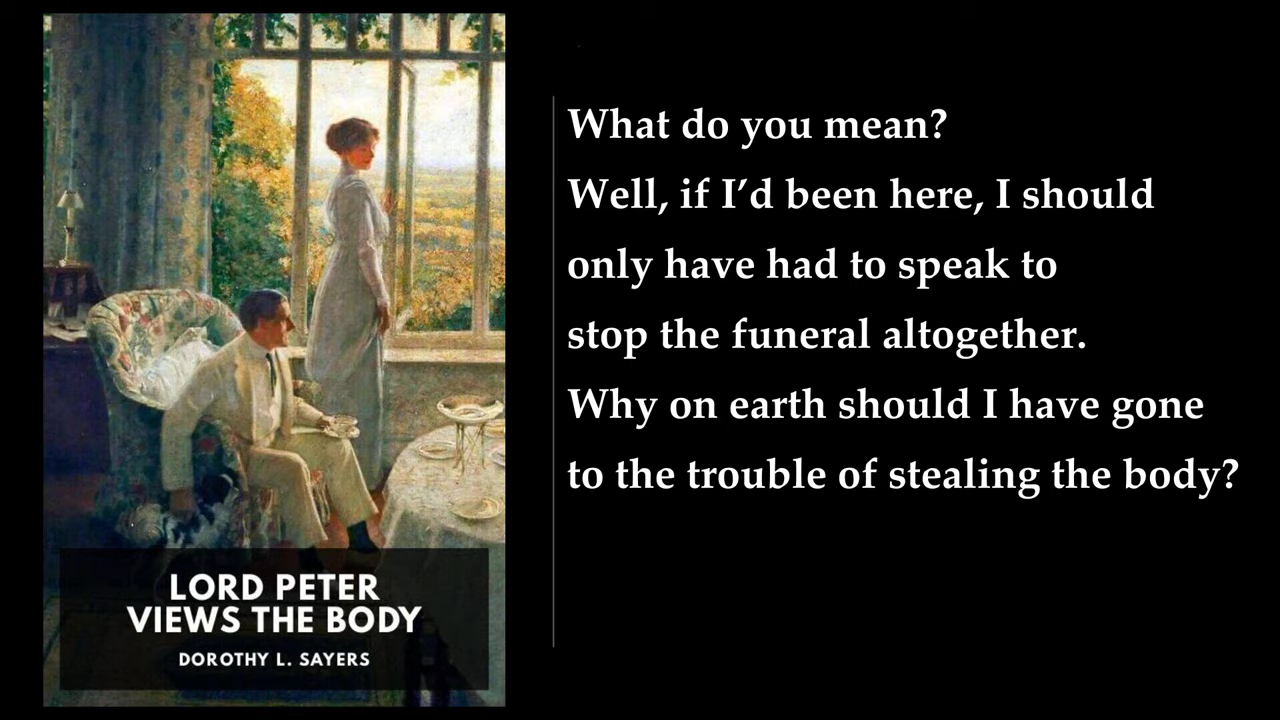 LORD PETER
VIEWS THE BODY
DOROTHY L. SAYERS
What do you mean?
Well, if I’d been here, I should
only have had to speak to
stop the funeral altogether.
Why on earth should I have gone
to the trouble of stealing the body?